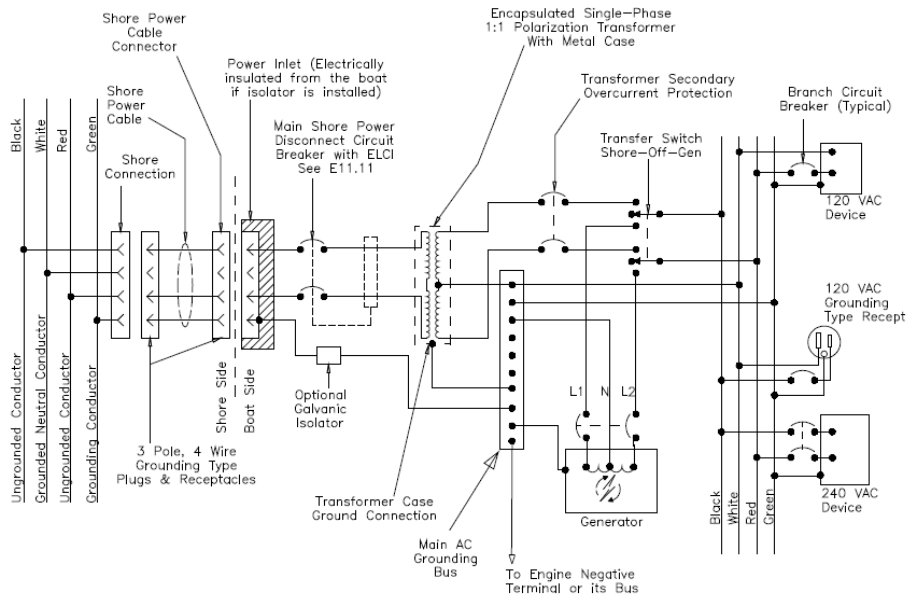 Shore Power
Cable
Connector
Encapsulated Single-Phase
1:1 Polarization Transformer
With Metal Case
Power Inlet (Electrically
insulated from the boat
if isolator is installed)
Transformer Secondary
Overcurrent Protection
Shore
Power
Cable
Main Shore Power
Disconnect Circuit
Breaker with ELCI
See E11.11
Branch Circuit
Breaker (Typical)
Transfer Switch
Shore-Off-Gen
Black
White
Red
Green
Shore
Connection
120 VAC
Device
120 VAC
Grounding
Type Recept
L1
N
L2
Optional
Galvanic
Isolator
Shore Side
Boat Side
Ungrounded Conductor
Grounded Neutral Conductor
Ungrounded Conductor
Grounding Conductor
3 Pole, 4 Wire
Grounding Type
Plugs & Receptacles
Transformer Case
Ground Connection
Generator
Black
White
Red
Green
240 VAC
Device
Main AC
Grounding
Bus
To Engine Negative
Terminal or its Bus